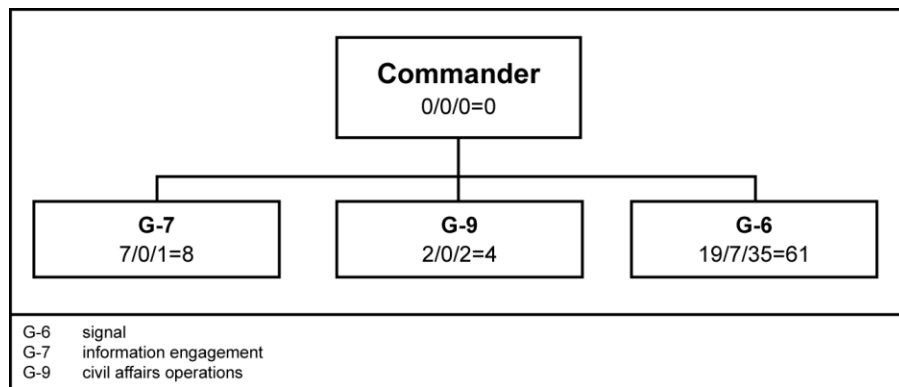 Commander
0/0/0=0
G-7
7/0/1=8
G-9
2/0/2=4
G-6
19/7/35=61
G-6 signal
G-7 information engagement
G-9 civil affairs operations